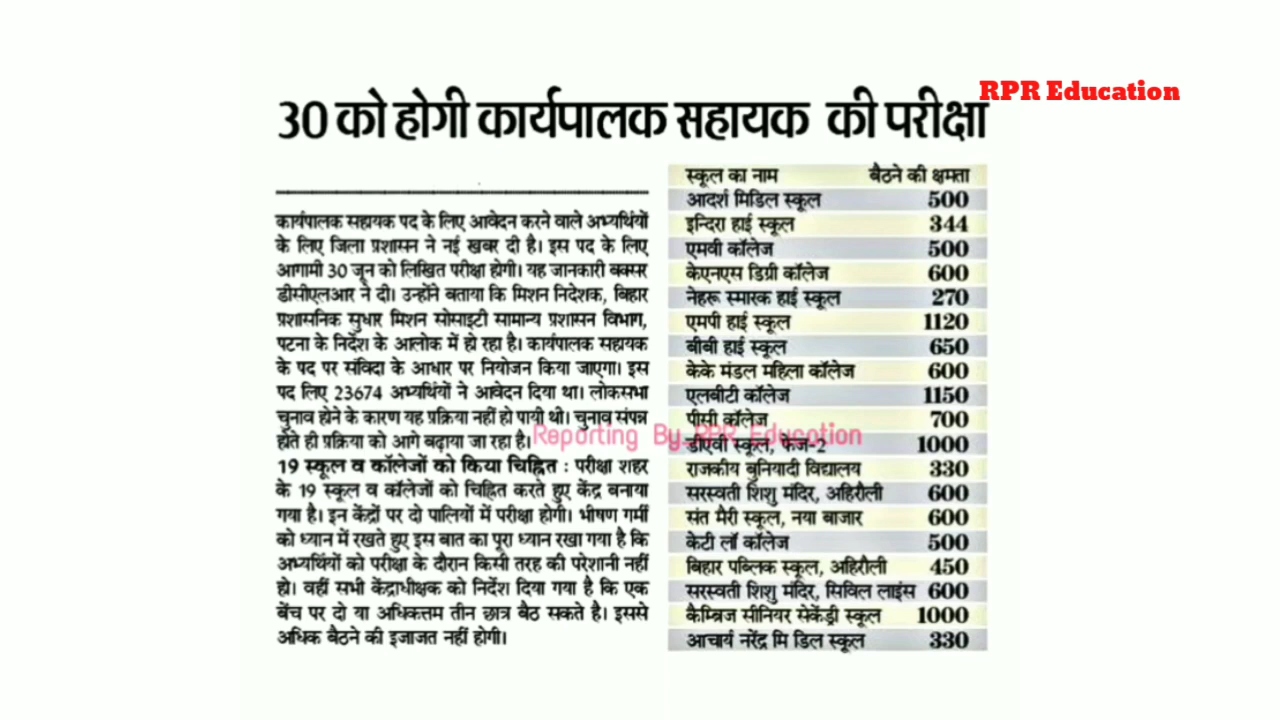 RPR Education
30 को होगी कार्यपालक सहायक की परीक्षा
कार्यपालक सहायक पद के लिए आवेदन करने वाले अभ्यर्थियों
के लिए जिला प्रशासन ने नई खबर दी है। इस पद के लिए
आगामी 30 जून को लिखित परीक्षा होगी। यह जानकारी बक्सर
डीसीएलआर ने दी। उन्होंने बताया कि मिशन निदेशक, बिहार
प्रशासनिक सुधार मिशन सोसाइटी सामान्य प्रशासन विभाग,
पटना के निर्देश के आलोक में हो रहा है। कार्यपालक सहायक
के पद पर संविदा के आधार पर नियोजन किया जाएगा। इस
पद लिए 23674 अभ्यर्थियों ने आवेदन दिया था। लोकसभा
चुनाव होने के कारण यह प्रक्रिया नहीं हो पायी थी। चुनाव संपन्न
होते ही प्रक्रिया को आगे बढ़ाया जा रहा है।
19 स्कूल व कॉलेजों को किया चिह्नित : परीक्षा शहर
के 19 स्कूल व कॉलेजों को चिह्नित करते हुए केंद्र बनाया
गया है। इन केंद्रों पर दो पालियों में परीक्षा होगी। भीषण गर्मी
को ध्यान में रखते हुए इस बात का पूरा ध्यान रखा गया है कि
अभ्यर्थियों को परीक्षा के दौरान किसी तरह की परेशानी नहीं
हो। वहीं सभी केंद्राधीक्षक को निर्देश दिया गया है कि एक
बेंच पर दो या अधिकत्तम तीन छात्र बैठ सकते है। इससे
अधिक बैठने की इजाजत नहीं होगी।
स्कूल का नाम बैठने की क्षमता
आदर्श मिडिल स्कूल 500
इन्दिरा हाई स्कूल 344
एमवी कॉलेज 500
केएनएस डिग्री कॉलेज 600
नेहरू स्मारक हाई स्कूल 270
एमपी हाई स्कूल 1120
बीबी हाई स्कूल 650
केके मंडल महिला कॉलेज 600
एलबीटी कॉलेज 1150
पीसी कॉलेज 700
Reporting By_RPR Education
डीएवी स्कूल, फेज-2 1000
राजकीय बुनियादी विद्यालय 330
सरस्वती शिशु मंदिर, अहिरौली 600
संत मैरी स्कूल, नया बाजार 600
केटी लॉ कॉलेज 500
बिहार पब्लिक स्कूल, अहिरौली 450
सरस्वती शिशु मंदिर, सिविल लाइंस 600
कैम्ब्रिज सीनियर सेकेंड्री स्कूल 1000
आचार्य नरेंद्र मि डिल स्कूल 330